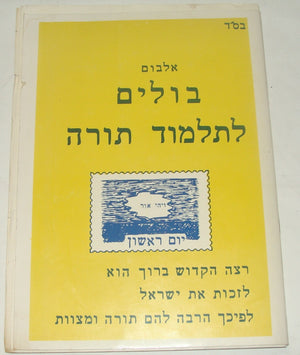 בס"ד
אלבום
בולים
לתלמוד תורה
ויהי אור
יום ראשון
רצה הקדוש ברוך הוא
לזכות את ישראל
לפיכך הרבה להם תורה ומצוות